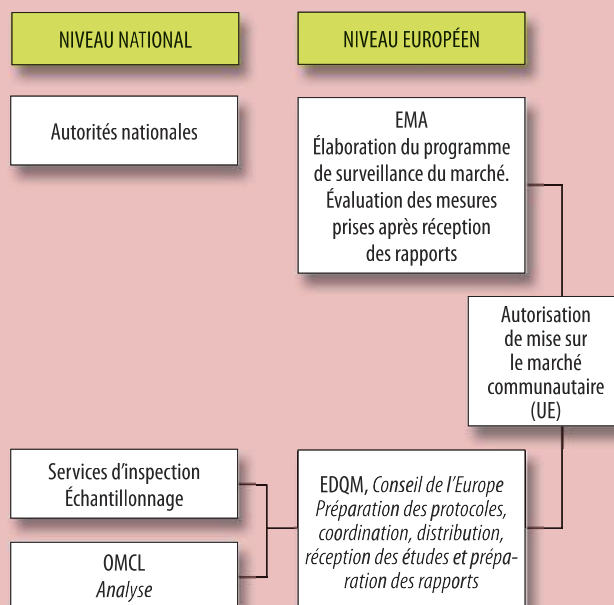 NIVEAU NATIONAL
NIVEAU EUROPÉEN
Autorités nationales
EMA
Élaboration du programme
de surveillance du marché.
Évaluation des mesures
prises après réception
des rapports
Autorisation
de mise sur
le marché
communautaire
(UE)
Services d'inspection
Échantillonnage
OMCL
Analyse
EDQM, Conseil de l'Europe
Préparation des protocoles,
coordination, distribution,
réception des études et prépa-
ration des rapports